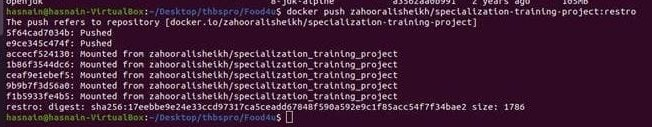 openjdk 8-jdk-alpine a3562aa0b991 2 years ago 105MB
hasnain@hasnain-VirtualBox:~/Desktop/thbspro/Food4u$ docker push zahooralisheikh/specialization-training-project:restro
The push refers to repository [docker.io/zahooralisheikh/specialization-training-project]
5f64cad7034b: Pushed
e9ce345c474f: Pushed
accecf524130: Mounted from zahooralisheikh/specialization_training_project
1b86f3544dc6: Mounted from zahooralisheikh/specialization_training_project
ceaf9e1ebef5: Mounted from zahooralisheikh/specialization_training_project
9b9b7f3d56a0: Mounted from zahooralisheikh/specialization_training_project
f1b5933fe4b5: Mounted from zahooralisheikh/specialization_training_project
restro: digest: sha256:17eebbe9e24e33ccd97317ca5ceadd67848f590a592e9c1f85acc54f7f34bae2 size: 1786
hasnain@hasnain-VirtualBox:~/Desktop/thbspro/Food4u$